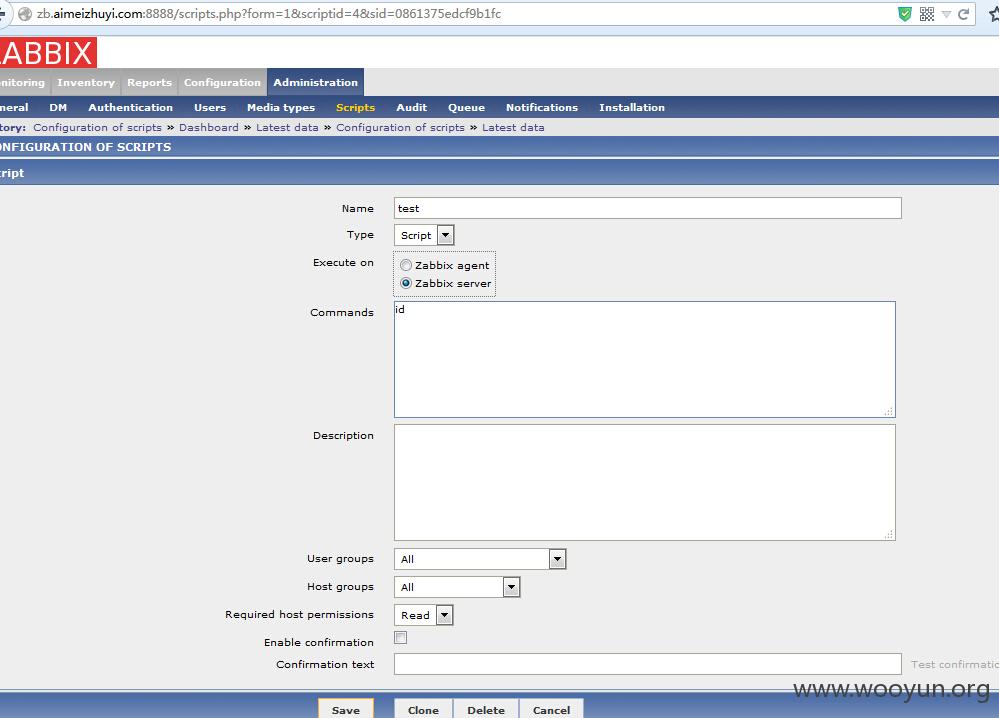 zb.aimeizhuyi.com:8888/scripts.php?form=1&scriptid=4&sid=0861375edcf9b1fc
ABBIX
nitoring Inventory Reports Configuration Administration
neral DM Authentication Users Media types Scripts Audit Queue Notifications Installation
tory: Configuration of scripts » Dashboard » Latest data » Configuration of scripts » Latest data
ONFIGURATION OF SCRIPTS
cript
Name test
Type Script
Execute on Zabbix agent
Zabbix server
Commands id
Description
User groups All
Host groups All
Required host permissions Read
Enable confirmation
Confirmation text Test confirmatio
www.wooyun.org
Save Clone Delete Cancel